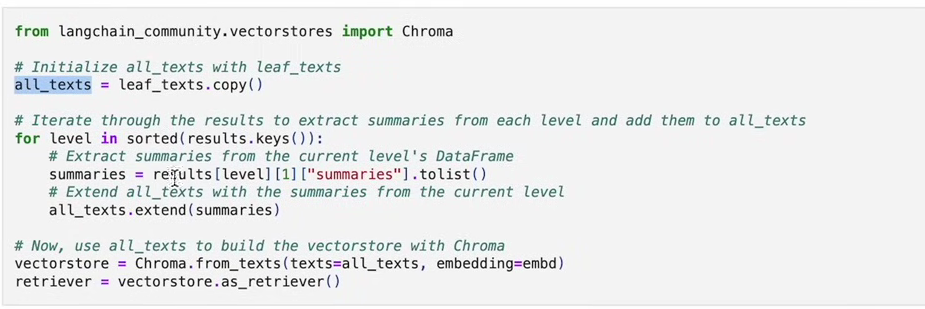 from langchain_community.vectorstores import Chroma
# Initialize all_texts with leaf_texts
all_texts = leaf_texts.copy()
# Iterate through the results to extract summaries from each level and add them to all_texts
for level in sorted(results.keys()):
    # Extract summaries from the current level's DataFrame
    summaries = results[level][1]["summaries"].tolist()
    # Extend all_texts with the summaries from the current level
    all_texts.extend(summaries)
# Now, use all_texts to build the vectorstore with Chroma
vectorstore = Chroma.from_texts(texts=all_texts, embedding=embd)
retriever = vectorstore.as_retriever()